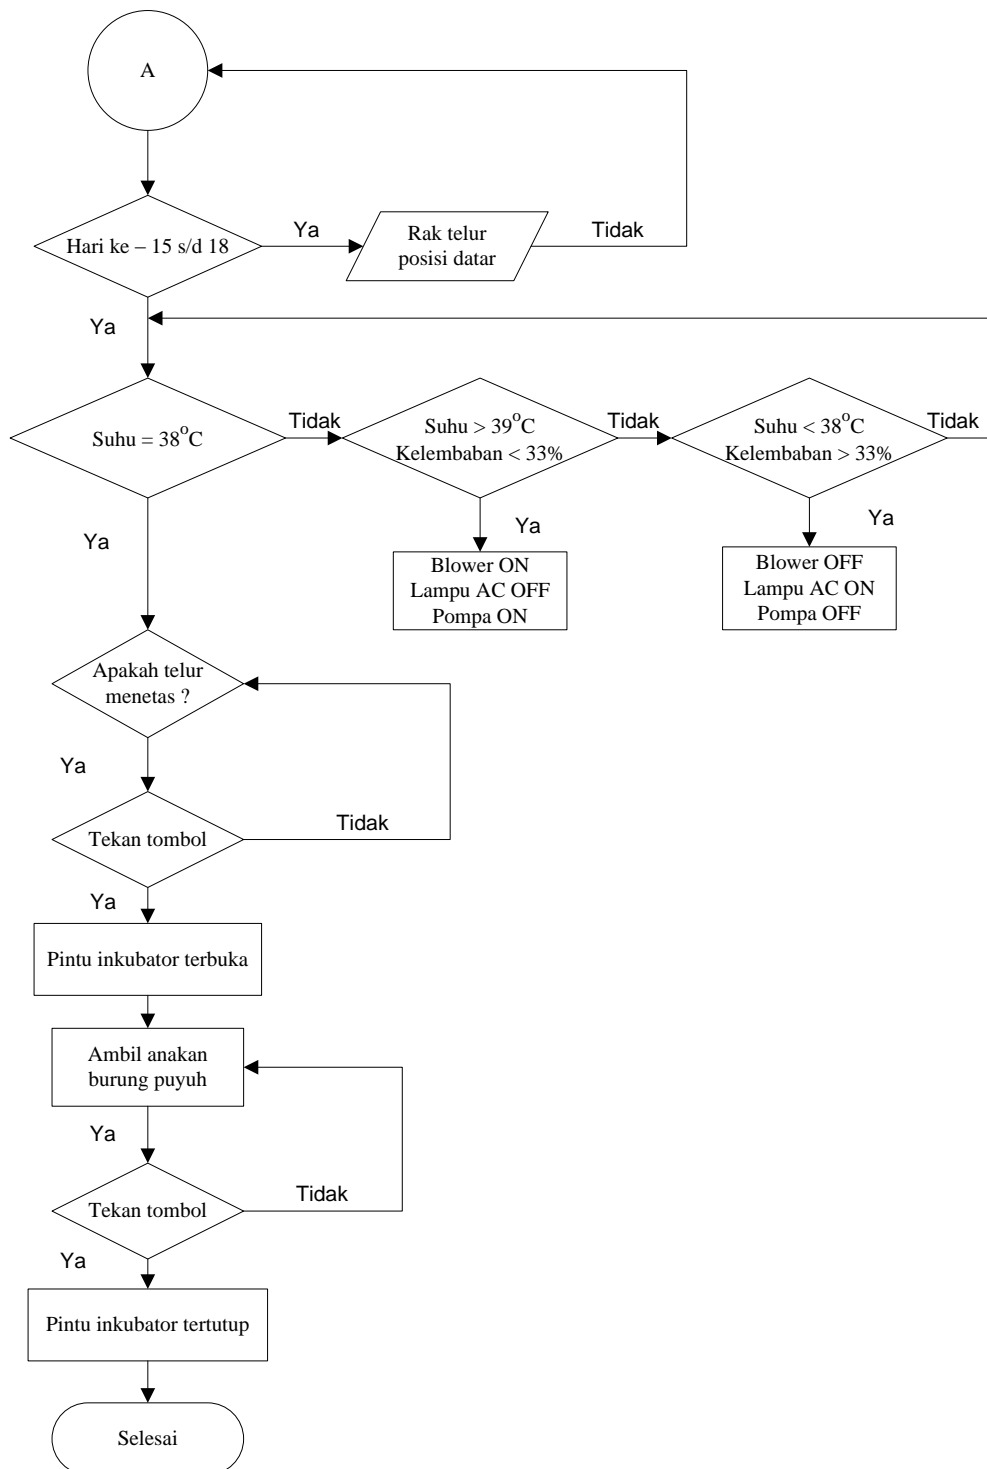 A
Hari ke – 15 s/d 18
Ya
Rak telur
posisi datar
Tidak
Ya
Suhu = 38°C
Tidak
Suhu > 39°C
Kelembaban < 33%
Tidak
Suhu < 38°C
Kelembaban > 33%
Tidak
Ya
Ya
Ya
Blower ON
Lampu AC OFF
Pompa ON
Blower OFF
Lampu AC ON
Pompa OFF
Apakah telur
menetas ?
Ya
Tekan tombol
Tidak
Ya
Pintu inkubator terbuka
Ambil anakan
burung puyuh
Ya
Tekan tombol
Tidak
Ya
Pintu inkubator tertutup
Selesai